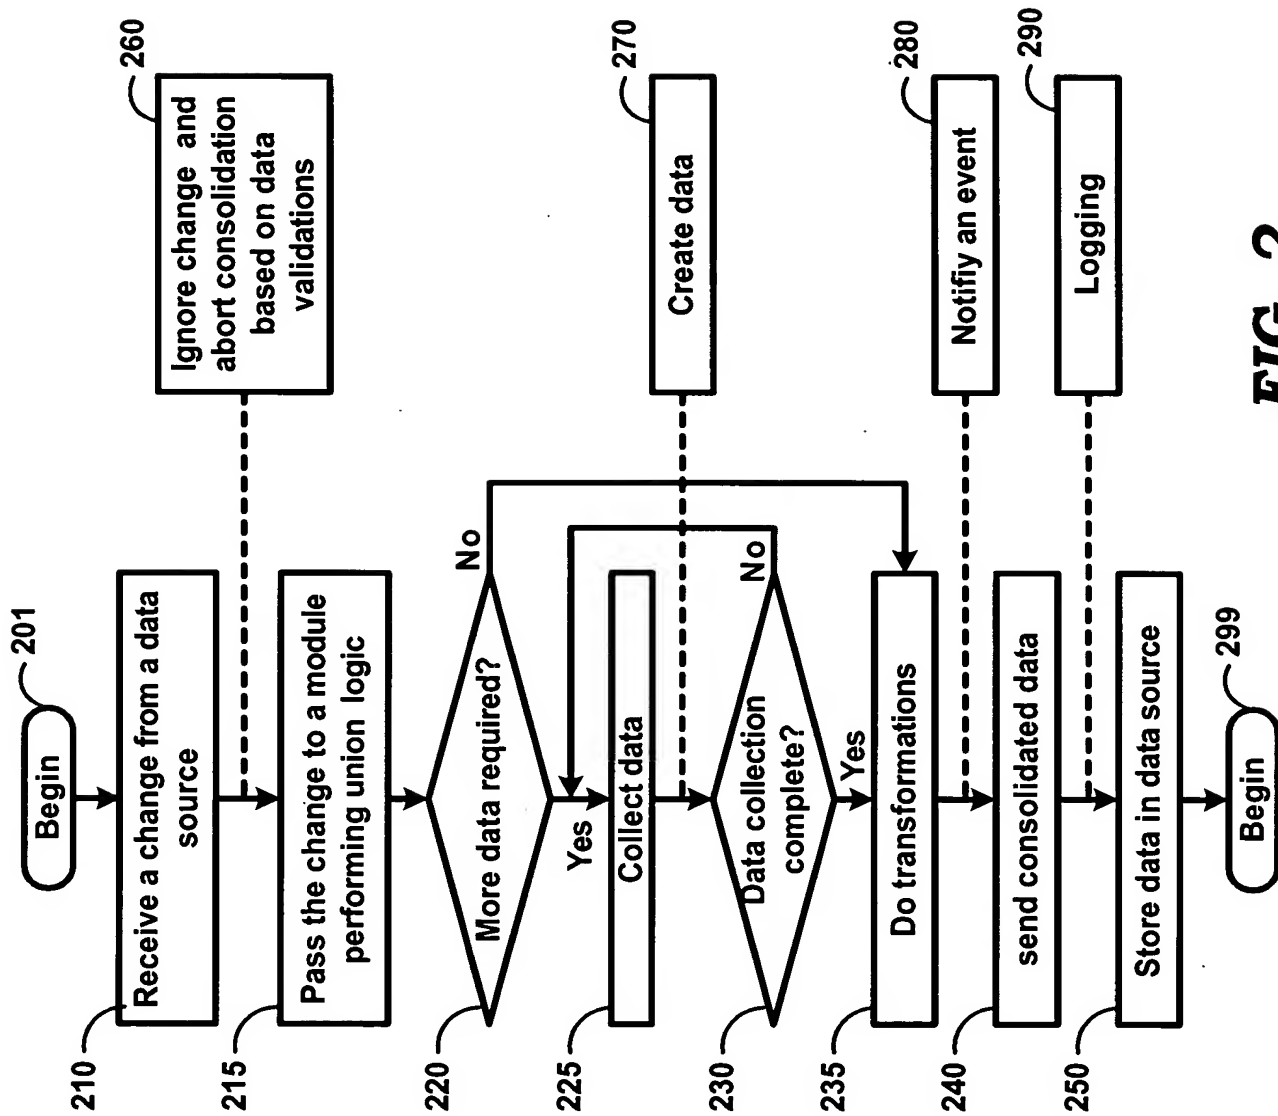 201
Begin
210
Receive a change from a data
source
260
Ignore change and
abort consolidation
based on data
validations
215
Pass the change to a module
performing union logic
220
More data required?
No
Yes
225
Collect data
270
Create data
230
Data collection
complete?
No
Yes
235
Do transformations
280
Notifiy an event
240
send consolidated data
290
Logging
250
Store data in data source
299
Begin
FIG. 2